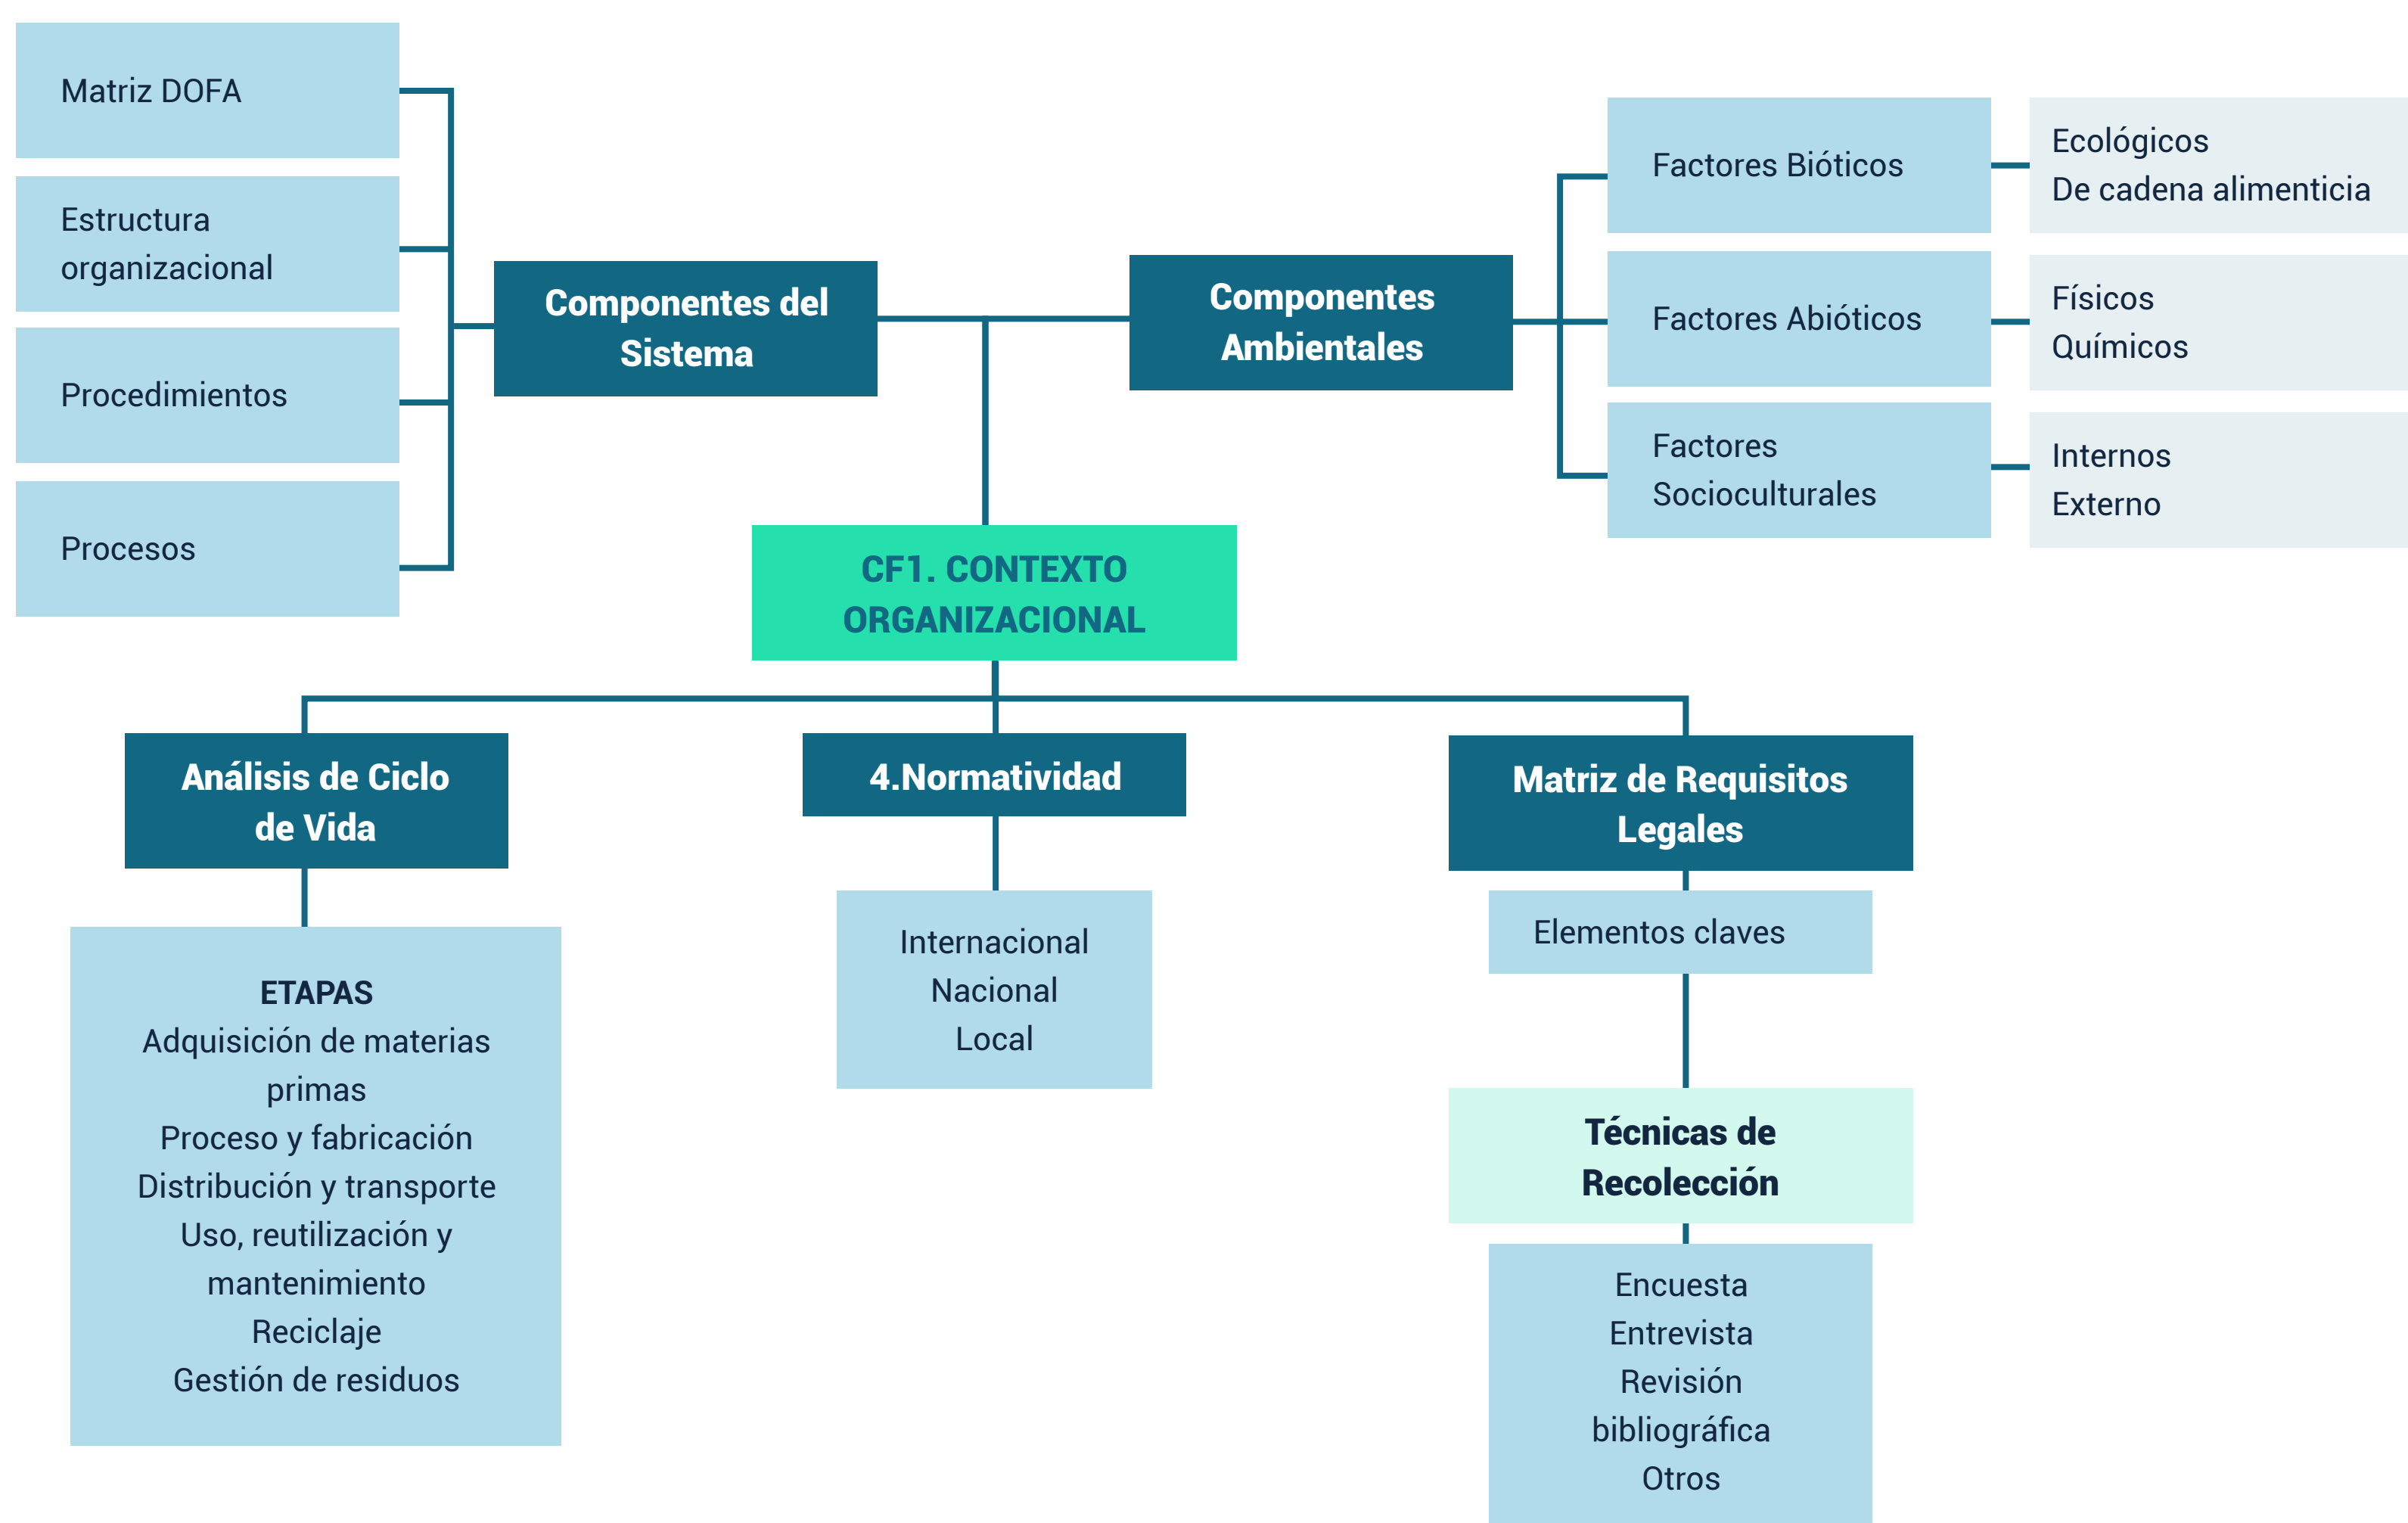 Matriz DOFA
Estructura
organizacional
Procedimientos
Procesos
Componentes del
Sistema
Componentes
Ambientales
Factores Bióticos
Ecológicos
De cadena alimenticia
Factores Abióticos
Físicos
Químicos
Factores
Socioculturales
Internos
Externo
CF1. CONTEXTO
ORGANIZACIONAL
Análisis de Ciclo
de Vida
ETAPAS
Adquisición de materias
primas
Proceso y fabricación
Distribución y transporte
Uso, reutilización y
mantenimiento
Reciclaje
Gestión de residuos
4.Normatividad
Internacional
Nacional
Local
Matriz de Requisitos
Legales
Elementos claves
Técnicas de
Recolección
Encuesta
Entrevista
Revisión
bibliográfica
Otros